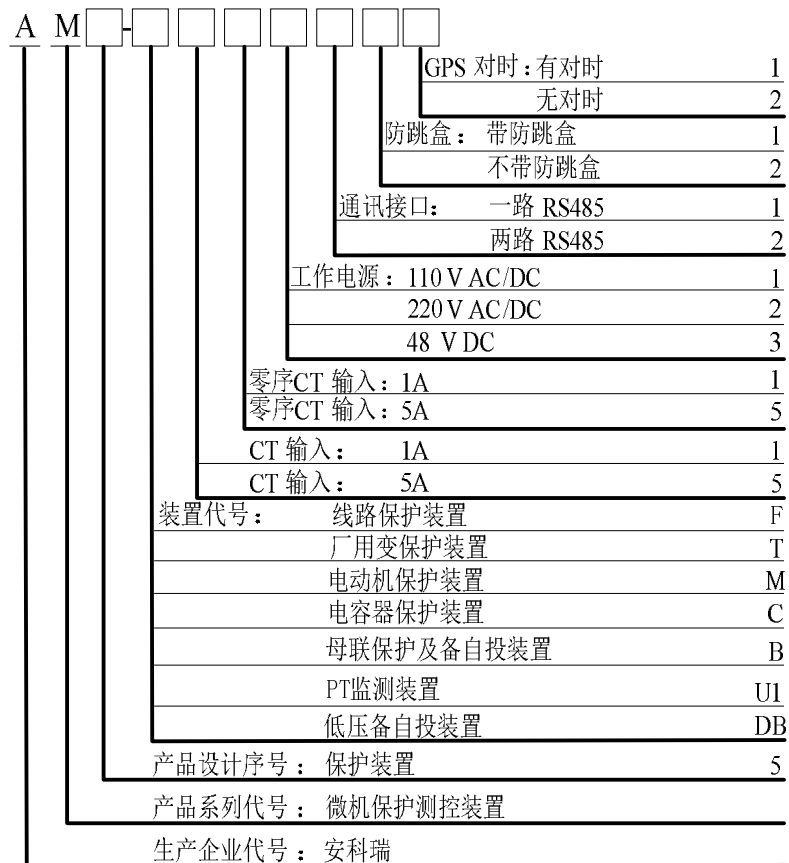 A M□-□□□□□□□
GPS 对时：有对时 1
无对时 2
防跳盒： 带防跳盒 1
不带防跳盒 2
通讯接口： 一路 RS485 1
两路 RS485 2
工作电源：110 V AC/DC 1
220 V AC/DC 2
48 V DC 3
零序CT 输入：1A 1
零序CT 输入：5A 5
CT 输入： 1A 1
CT 输入： 5A 5
装置代号： 线路保护装置 F
厂用变保护装置 T
电动机保护装置 M
电容器保护装置 C
母联保护及备自投装置 B
PT监测装置 U1
低压备自投装置 DB
产品设计序号： 保护装置 5
产品系列代号： 微机保护测控装置
生产企业代号： 安科瑞